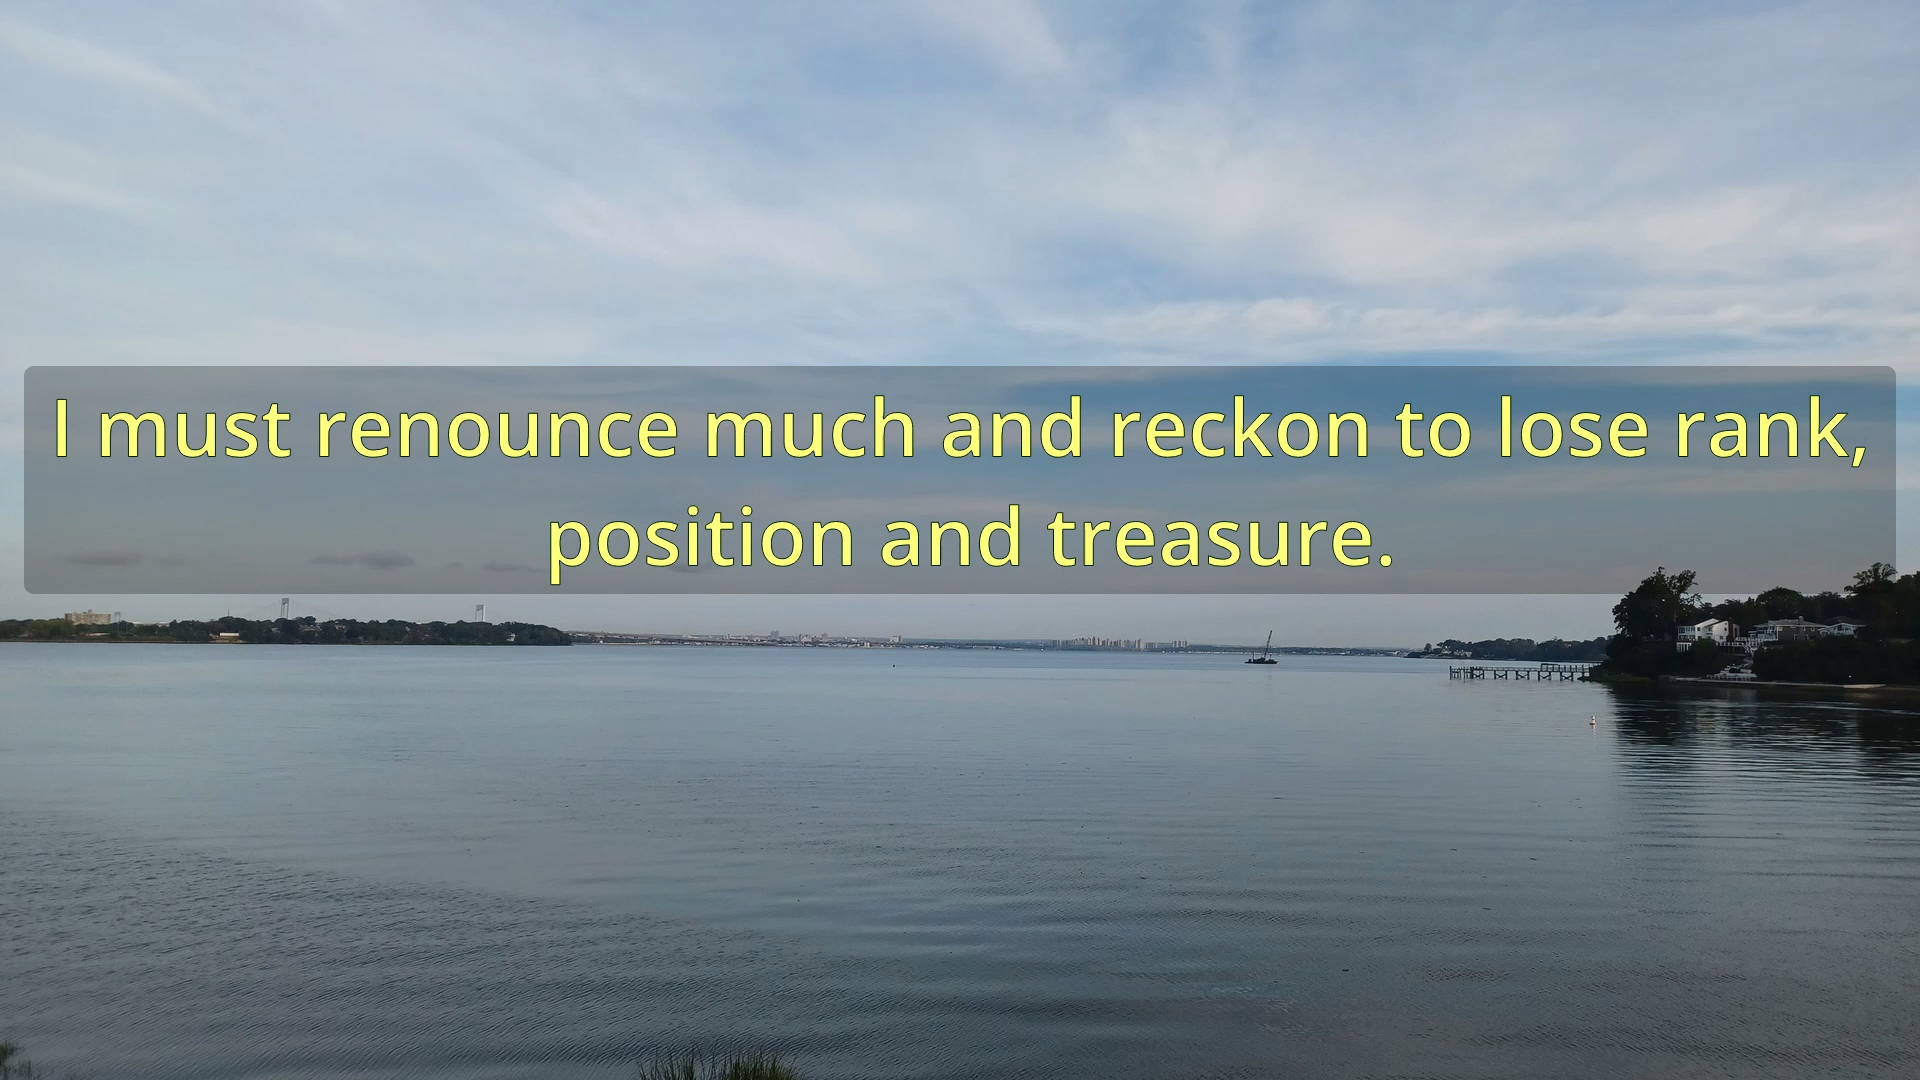 I must renounce much and reckon to lose rank,
position and treasure.